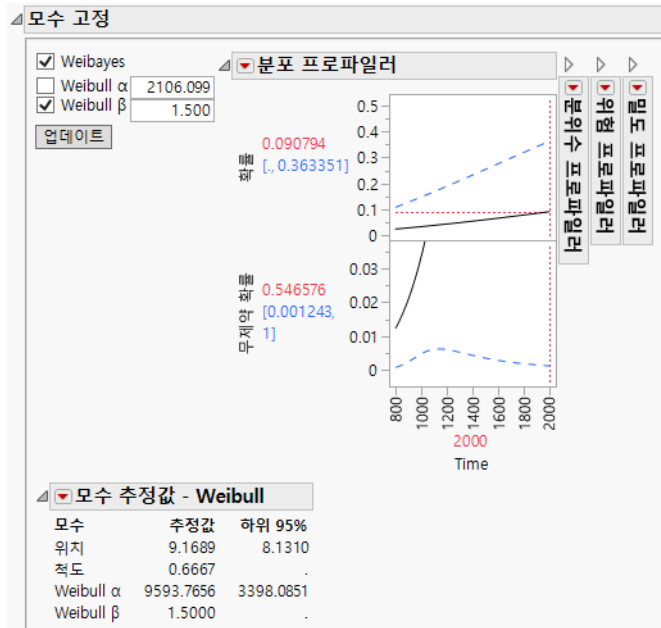 모수 고정
Weibayes
Weibull α 2106.099
Weibull β 1.500
업데이트
분포 프로파일러
확률
0.090794
[., 0.363351]
0.5
0.4
0.3
0.2
0.1
0
무제약 확률
0.546576
[0.001243,
1]
0.03
0.02
0.01
0
800
1000
1200
1400
1600
1800
2000
2000
Time
분위수 프로파일러
위험 프로파일러
밀도 프로파일러
모수 추정값 - Weibull
모수 추정값 하위 95%
위치 9.1689 8.1310
척도 0.6667 .
Weibull α 9593.7656 3398.0851
Weibull β 1.5000 .